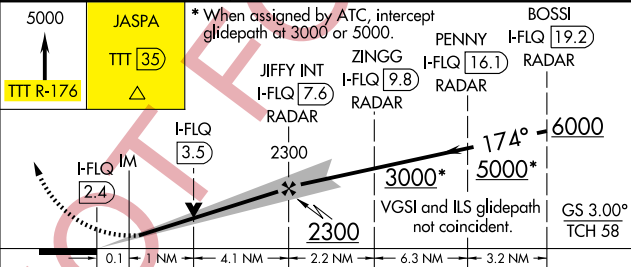 5000
TTT R-176
JASPA
TTT 35
* When assigned by ATC, intercept
glidepath at 3000 or 5000.
BOSSI
I-FLQ 19.2
RADAR
PENNY
I-FLQ 16.1
RADAR
ZINGG
I-FLQ 9.8
RADAR
JIFFY INT
I-FLQ 7.6
RADAR
I-FLQ
3.5
I-FLQ
2.4
IM
2300
2300
3000*
5000*
174°
6000
VGSI and ILS glidepath
not coincident.
GS 3.00°
TCH 58
0.1
1 NM
4.1 NM
2.2 NM
6.3 NM
3.2 NM